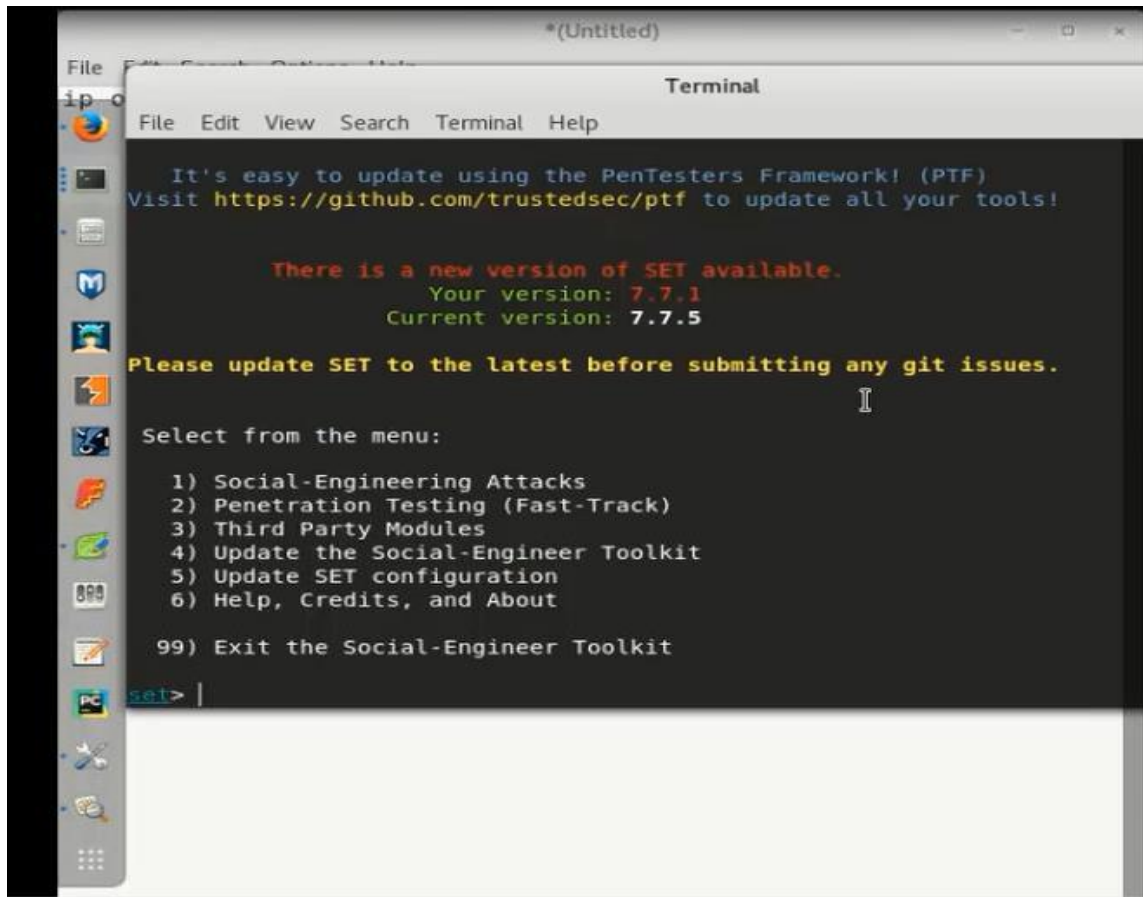 *(Untitled)
File
ip o
Terminal
File Edit View Search Terminal Help
It's easy to update using the PenTesters Framework! (PTF)
Visit https://github.com/trustedsec/ptf to update all your tools!
There is a new version of SET available.
Your version: 7.7.1
Current version: 7.7.5
Please update SET to the latest before submitting any git issues.
Select from the menu:
1) Social-Engineering Attacks
2) Penetration Testing (Fast-Track)
3) Third Party Modules
4) Update the Social-Engineer Toolkit
5) Update SET configuration
6) Help, Credits, and About
99) Exit the Social-Engineer Toolkit
set>